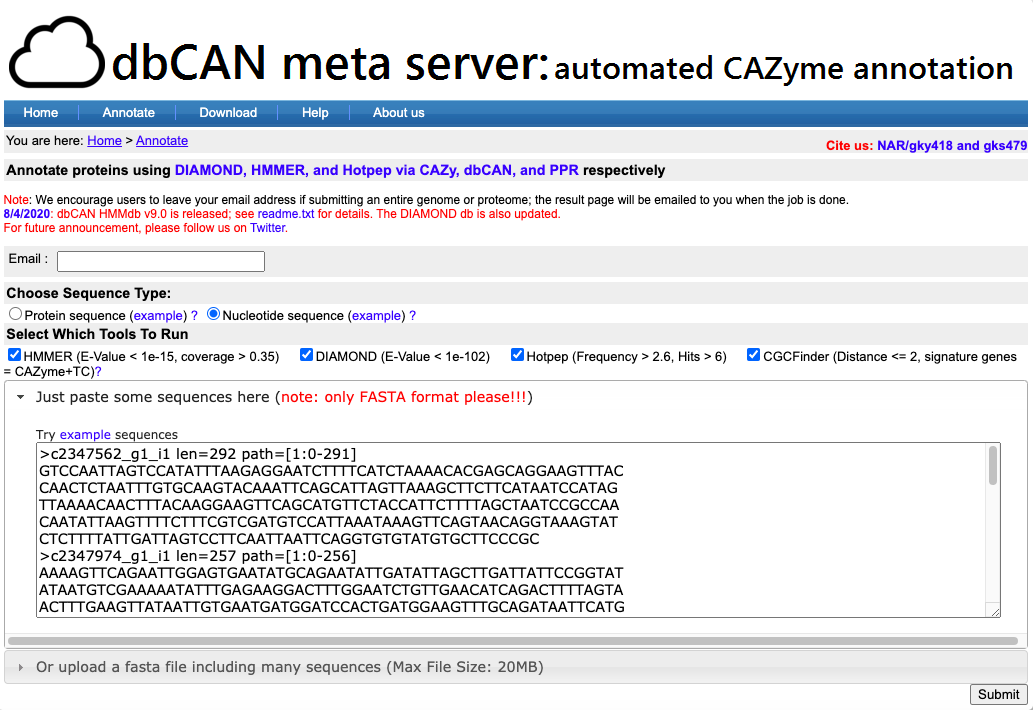 dbCAN meta server: automated CAZyme annotation
Home Annotate Download Help About us
You are here: Home > Annotate
Cite us: NAR/gky418 and gks479
Annotate proteins using DIAMOND, HMMER, and Hotpep via CAZy, dbCAN, and PPR respectively
Note: We encourage users to leave your email address if submitting an entire genome or proteome; the result page will be emailed to you when the job is done.
8/4/2020: dbCAN HMMdb v9.0 is released; see readme.txt for details. The DIAMOND db is also updated.
For future announcement, please follow us on Twitter.
Email :
Choose Sequence Type:
Protein sequence (example) ? Nucleotide sequence (example) ?
Select Which Tools To Run
HMMER (E-Value < 1e-15, coverage > 0.35) DIAMOND (E-Value < 1e-102) Hotpep (Frequency > 2.6, Hits > 6) CGCFinder (Distance <= 2, signature genes
= CAZyme+TC)?
Just paste some sequences here (note: only FASTA format please!!!)
Try example sequences
>c2347562_g1_i1 len=292 path=[1:0-291]
GTCCAATTAGTCCATATTTAAGAGGAATCTTTTCATCTAAAACACGAGCAGGAAGTTTAC
CAACTCTAATTTGTGCAAGTACAAATTCAGCATTAGTTAAAGCTTCTTCATAATCCATAG
TTAAAACAACTTTACAAGGAAGTTCAGCATGTTCTACCATTCTTTTAGCTAATCCGCCAA
CAATATTAAGTTTTCTTTCGTCGATGTCCATTAAATAAAGTTCAGTAACAGGTAAAGTAT
CTCTTTTATTGATTAGTCCTTCAATTAATTCAGGTGTGTATGTGCTTCCCGC
>c2347974_g1_i1 len=257 path=[1:0-256]
AAAAGTTCAGAATTGGAGTGAATATGCAGAATATTGATATTAGCTTGATTATTCCGGTAT
ATAATGTCGAAAAATATTTGAGAAGGACTTTGGAATCTGTTGAACATCAGACTTTTAGTA
ACTTTGAAGTTATAATTGTGAATGATGGATCCACTGATGGAAGTTTGCAGATAATTCATG
Or upload a fasta file including many sequences (Max File Size: 20MB)
Submit